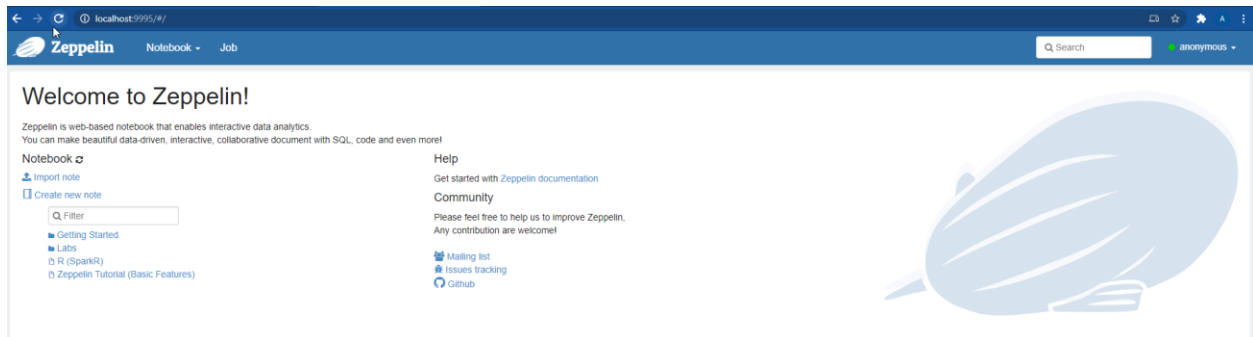 localhost:9995/#/
A
Zeppelin
Notebook
Job
Search
anonymous
Welcome to Zeppelin!
Zeppelin is web-based notebook that enables interactive data analytics.
You can make beautiful data-driven, interactive, collaborative document with SQL, code and even more!
Notebook
Import note
Create new note
Filter
Getting Started
Labs
R (SparkR)
Zeppelin Tutorial (Basic Features)
Help
Get started with Zeppelin documentation
Community
Please feel free to help us to improve Zeppelin,
Any contribution are welcome!
Mailing list
Issues tracking
Github